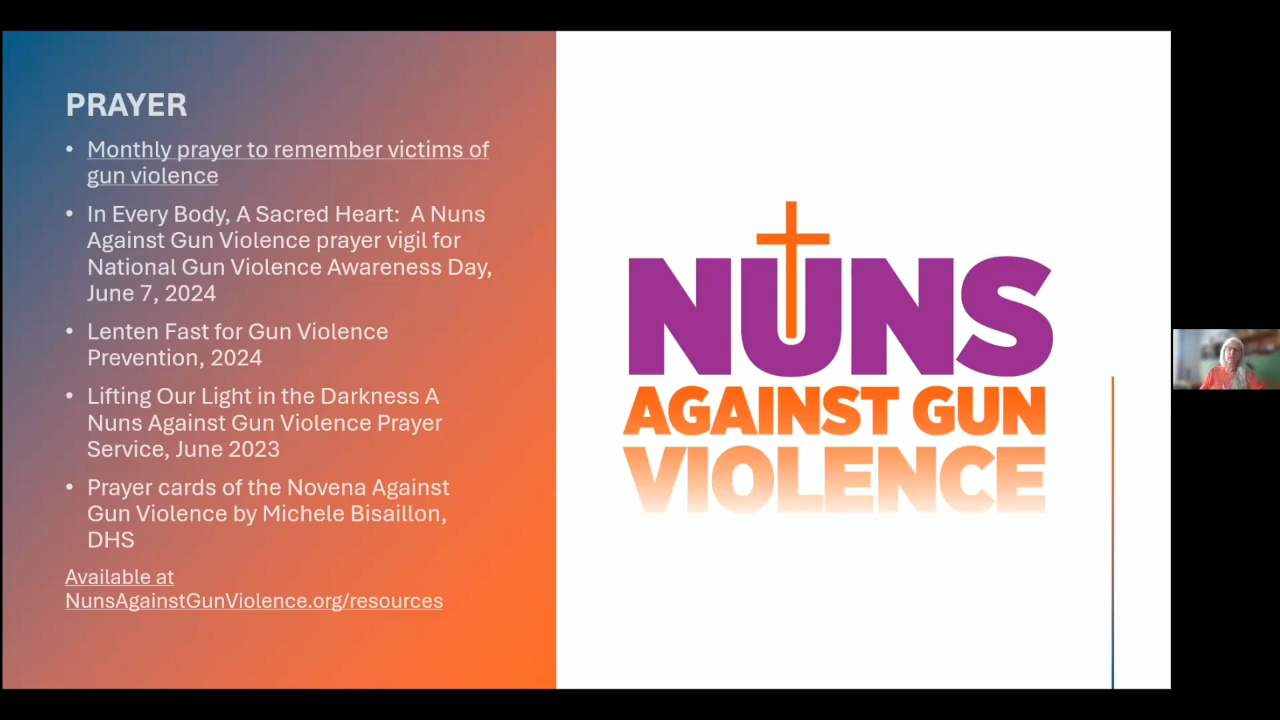 PRAYER
• Monthly prayer to remember victims of
gun violence
• In Every Body, A Sacred Heart:  A Nuns
Against Gun Violence prayer vigil for
National Gun Violence Awareness Day,
June 7, 2024
• Lenten Fast for Gun Violence
Prevention, 2024
• Lifting Our Light in the Darkness A
Nuns Against Gun Violence Prayer
Service, June 2023
• Prayer cards of the Novena Against
Gun Violence by Michele Bisaillon,
DHS
Available at
NunsAgainstGunViolence.org/resources
NUNS
AGAINST GUN
VIOLENCE